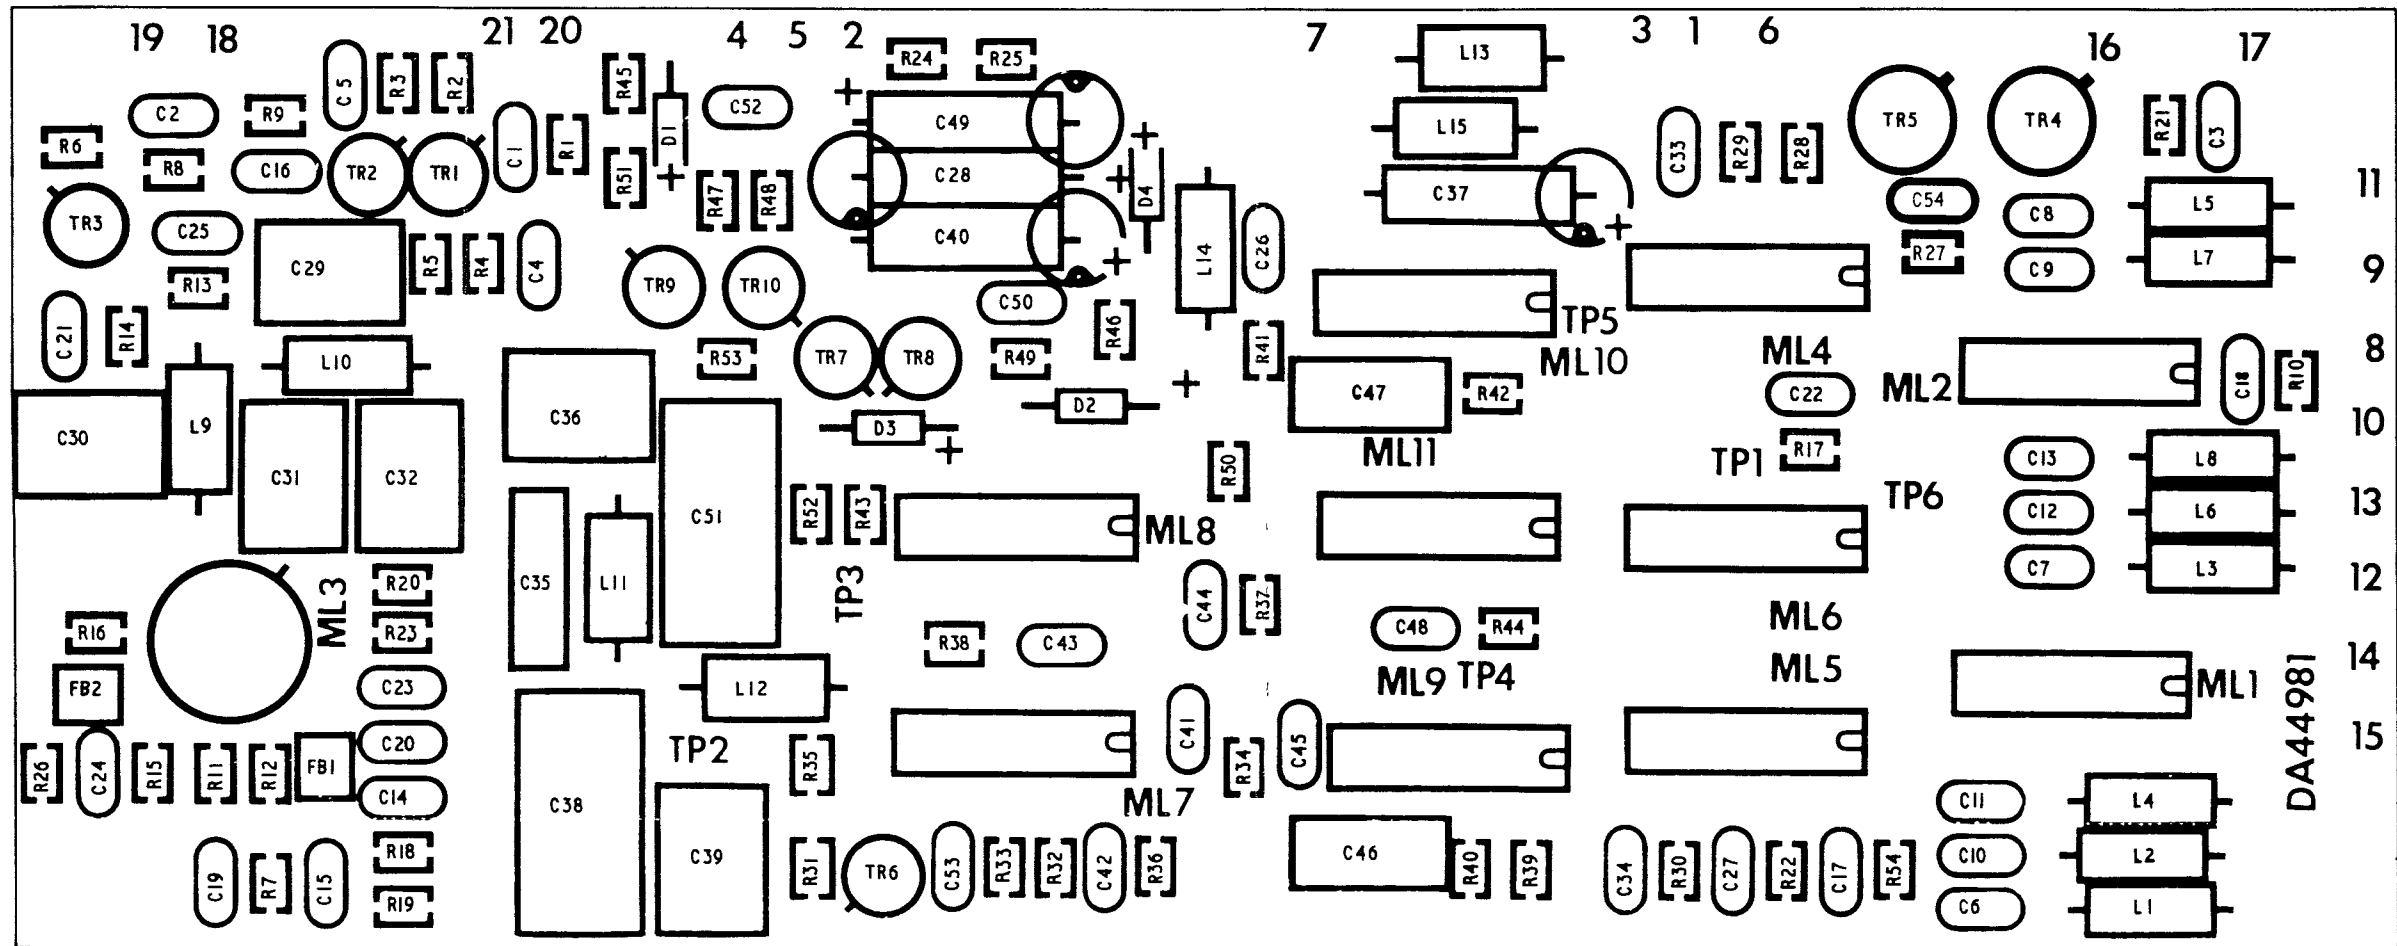 19 18 21 20 4 5 2 7 3 1 6 16 17
C5 R3 R2 R45 D1 C52 R24 R25 L13
C2 R9 C1 R1 C49 L15 C33 R29 R28 TR5 TR4 R21 C3
R6 R8 C16 TR2 TR1 R51 R47 R48 C28 D4 C37 C54 C8 L5 11
TR3 C25 C29 R5 R4 C4 C40 L14 C26 R27 C9 L7 9
R13 TR9 TR10 C50 R46 TP5
C21 R14 L10 R53 TR7 TR8 R49 R41 ML10 ML4 8
C30 L9 C36 D3 D2 C47 R42 C22 ML2 C18 R10 10
C31 C32 ML11 TP1 R17 C13 L8
C51 R52 R43 ML8 R50 TP6 C12 L6 13
ML3 R20 C35 L11 TP3 C44 R37 C7 L3 12
R16 R23 R38 C43 C48 R44 ML6
FB2 C23 L12 ML9 TP4 ML5 ML1 14
R26 C24 R15 R11 R12 FB1 C20 TP2 R35 C41 R34 C45 DA44981 15
C14 C38 ML7 C11 L4
C19 R7 C15 R18 C39 R31 TR6 C53 R33 R32 C42 R36 C46 R40 R39 C34 R30 C27 R22 C17 R54 C10 L2
R19 C6 L1